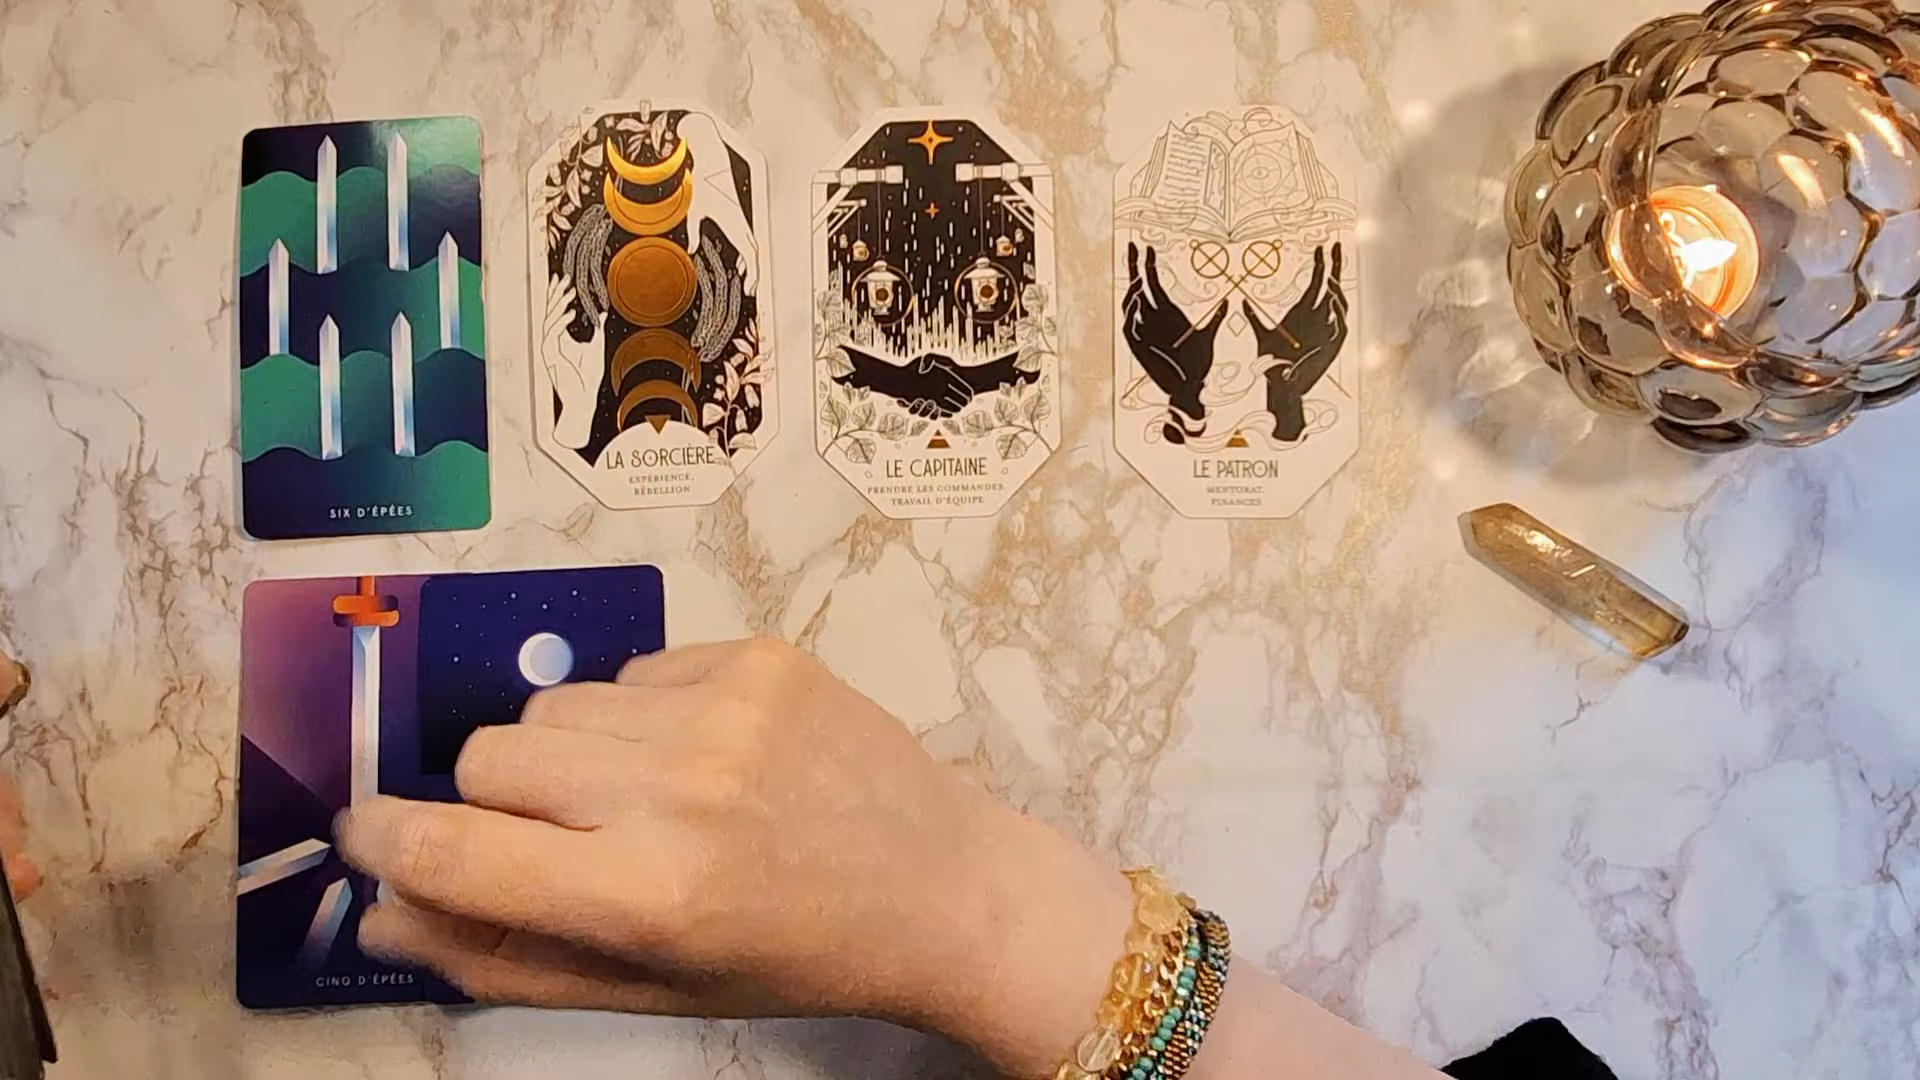 SIX D'ÉPÉES
LA SORCIÈRE
EXPÉRIENCE,
RÉBELLION
LE CAPITAINE
PRENDRE LES COMMANDES,
TRAVAIL D'ÉQUIPE
LE PATRON
MENTORAT,
FINANCES
CINQ D'ÉPÉES